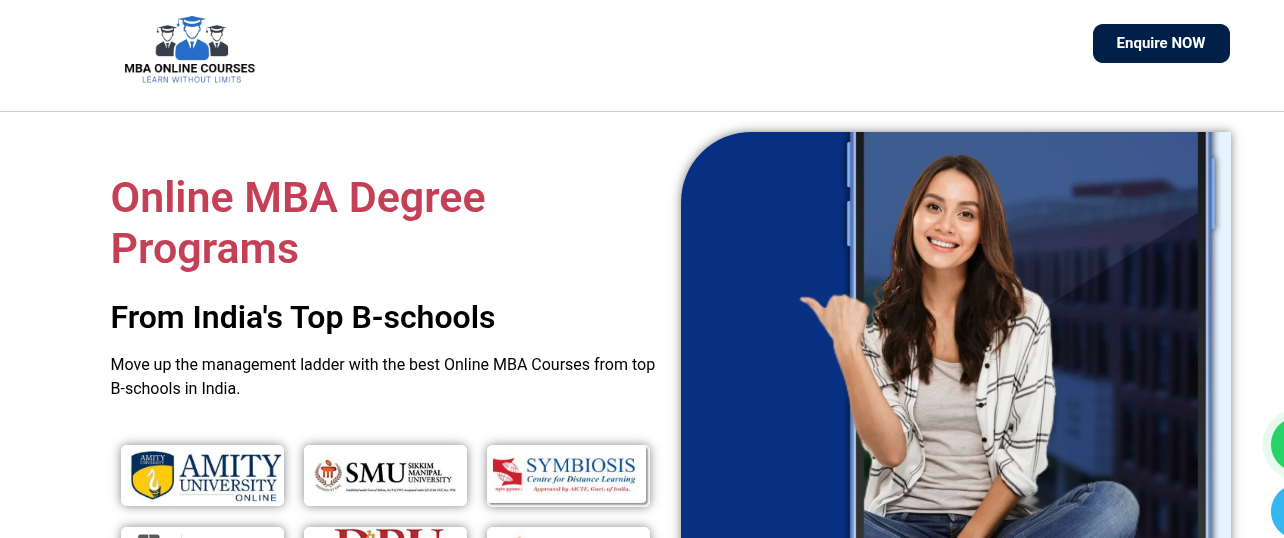 MBA ONLINE COURSES
LEARN WITHOUT LIMITS
Enquire NOW
Online MBA Degree
Programs
From India's Top B-schools
Move up the management ladder with the best Online MBA Courses from top
B-schools in India.
AMITY
UNIVERSITY
AMITY
UNIVERSITY
ONLINE
SMU
SIKKIM
MANIPAL
UNIVERSITY
SYMBIOSIS
Centre for Distance Learning
Approved by AICTE, Govt. of India.